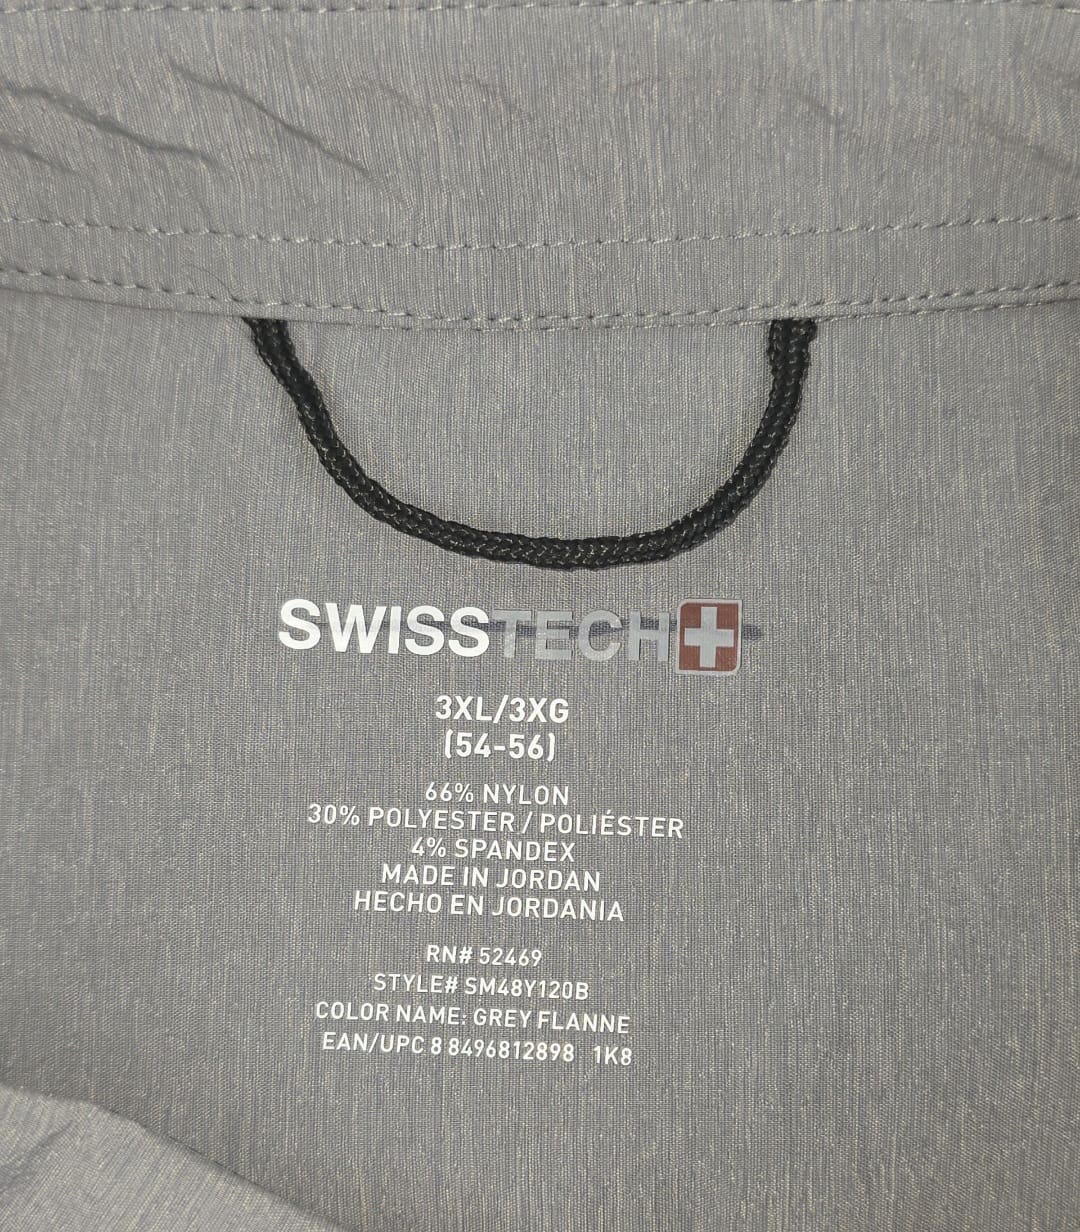 SWISSTECH
3XL/3XG
(54-56)
66% NYLON
30% POLYESTER / POLIÉSTER
4% SPANDEX
MADE IN JORDAN
HECHO EN JORDANIA
RN# 52469
STYLE# SM48Y120B
COLOR NAME: GREY FLANNE
EAN/UPC 8 8496812898 1K8